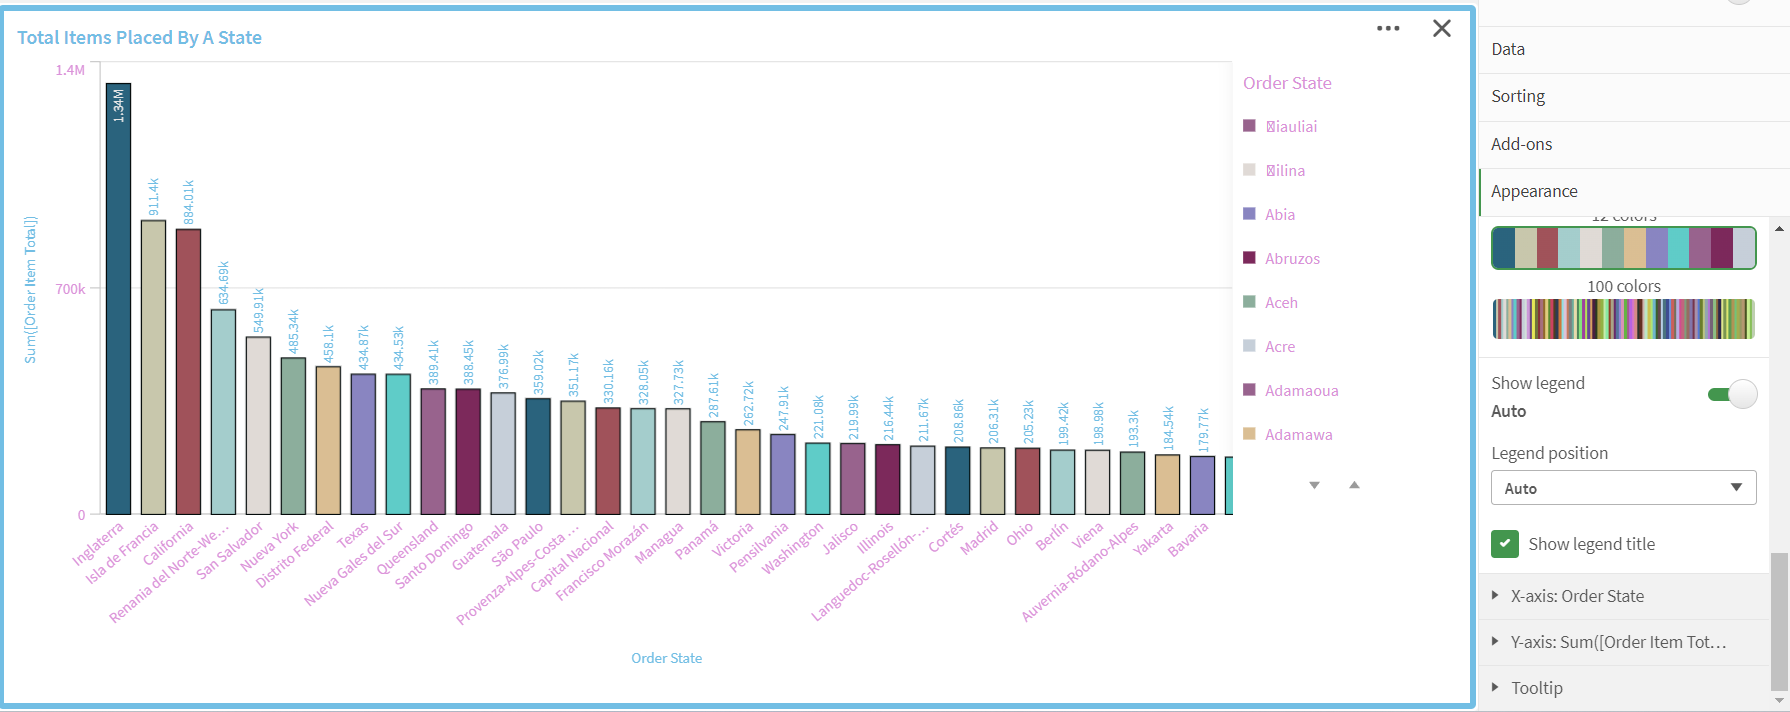 Total Items Placed By A State
1.4M
700k
0
Sum([Order Item Total])
1.34M
911.4k
884.01k
634.69k
549.91k
485.34k
458.1k
434.87k
434.53k
389.41k
388.45k
376.99k
359.02k
351.17k
330.16k
328.05k
327.73k
287.61k
262.72k
247.91k
221.08k
219.99k
216.44k
211.67k
208.86k
206.31k
205.23k
199.42k
198.98k
193.3k
184.54k
179.77k
Inglaterra
Isla de Francia
California
Renania del Norte-We...
San Salvador
Nueva York
Distrito Federal
Texas
Nueva Gales del Sur
Queensland
Santo Domingo
Guatemala
São Paulo
Provenza-Alpes-Costa ...
Capital Nacional
Francisco Morazán
Managua
Panamá
Victoria
Pensilvania
Washington
Jalisco
Illinois
Languedoc-Rosellón-...
Cortés
Madrid
Ohio
Berlín
Viena
Auvernia-Ródano-Alpes
Yakarta
Bavaria
Order State
Order State
iauliai
ilina
Abia
Abruzos
Aceh
Acre
Adamaoua
Adamawa
Data
Sorting
Add-ons
Appearance
12 colors
100 colors
Show legend
Auto
Legend position
Auto
Show legend title
X-axis: Order State
Y-axis: Sum([Order Item Tot...
Tooltip